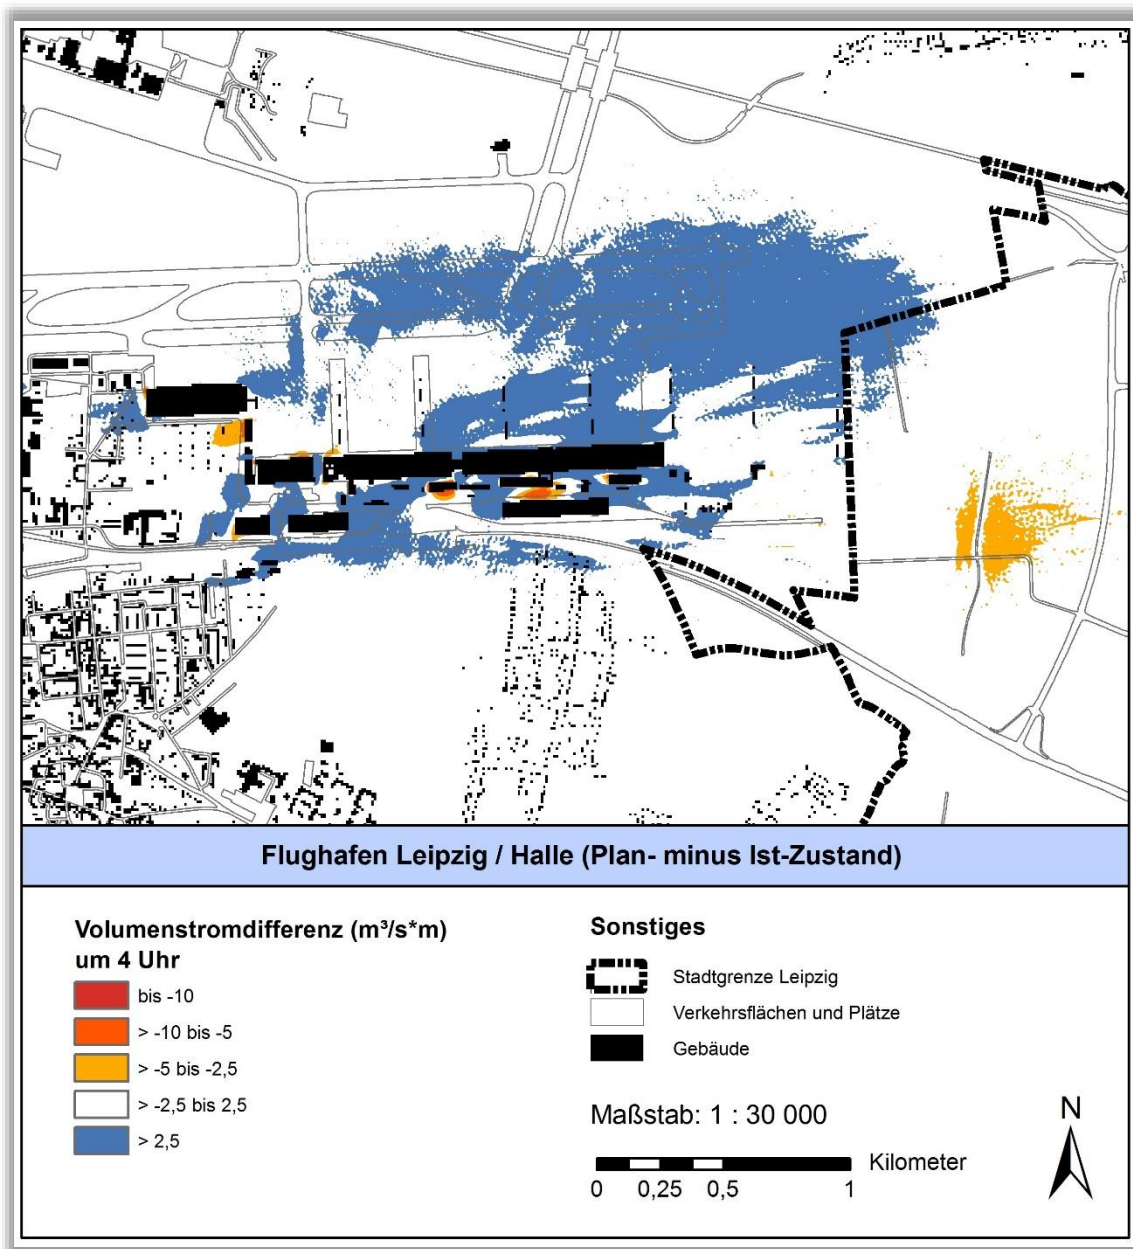 Flughafen Leipzig / Halle (Plan- minus Ist-Zustand)
Volumenstromdifferenz (m³/s*m)
um 4 Uhr
bis -10
> -10 bis -5
> -5 bis -2,5
> -2,5 bis 2,5
> 2,5
Sonstiges
Stadtgrenze Leipzig
Verkehrsflächen und Plätze
Gebäude
Maßstab: 1 : 30 000
Kilometer
0 0,25 0,5 1
N